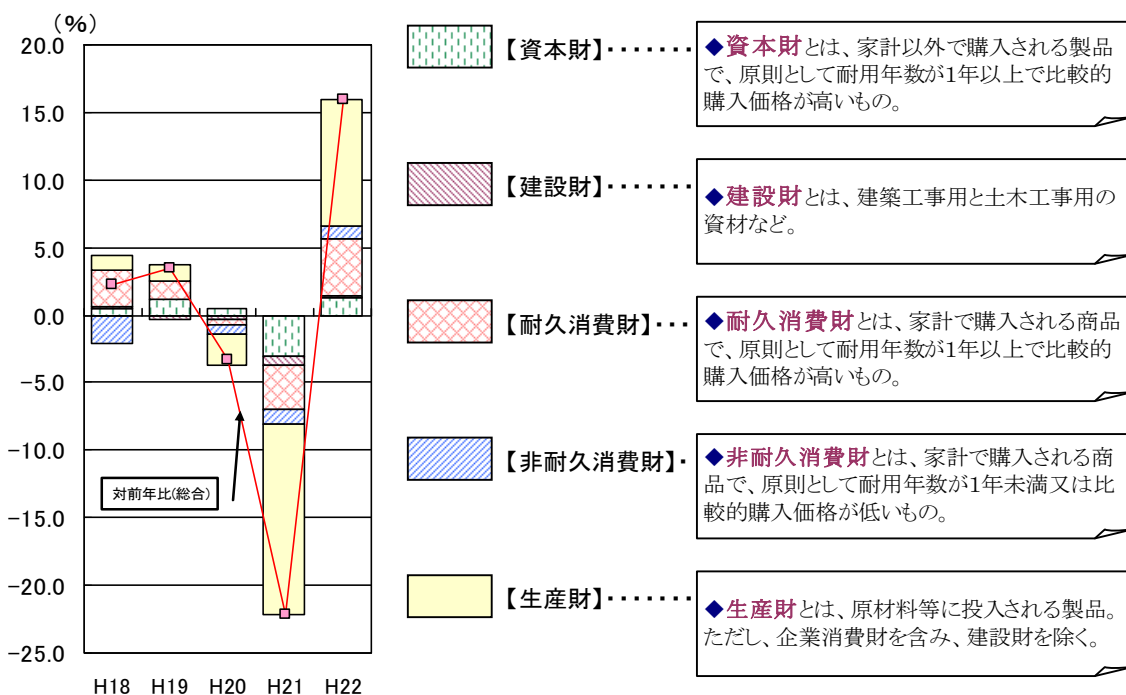 （％）
20.0
15.0
10.0
5.0
0.0
-5.0
-10.0
-15.0
-20.0
-25.0
H18 H19 H20 H21 H22
対前年比(総合)
【資本財】･･････
◆資本財とは、家計以外で購入される製品
で、原則として耐用年数が1年以上で比較的
購入価格が高いもの。
【建設財】･･････
◆建設財とは、建築工事用と土木工事用の
資材など。
【耐久消費財】･･･
◆耐久消費財とは、家計で購入される商品
で、原則として耐用年数が1年以上で比較的
購入価格が高いもの。
【非耐久消費財】･
◆非耐久消費財とは、家計で購入される商
品で、原則として耐用年数が1年未満又は比
較的購入価格が低いもの。
【生産財】･･････
◆生産財とは、原材料等に投入される製品。
ただし、企業消費財を含み、建設財を除く。